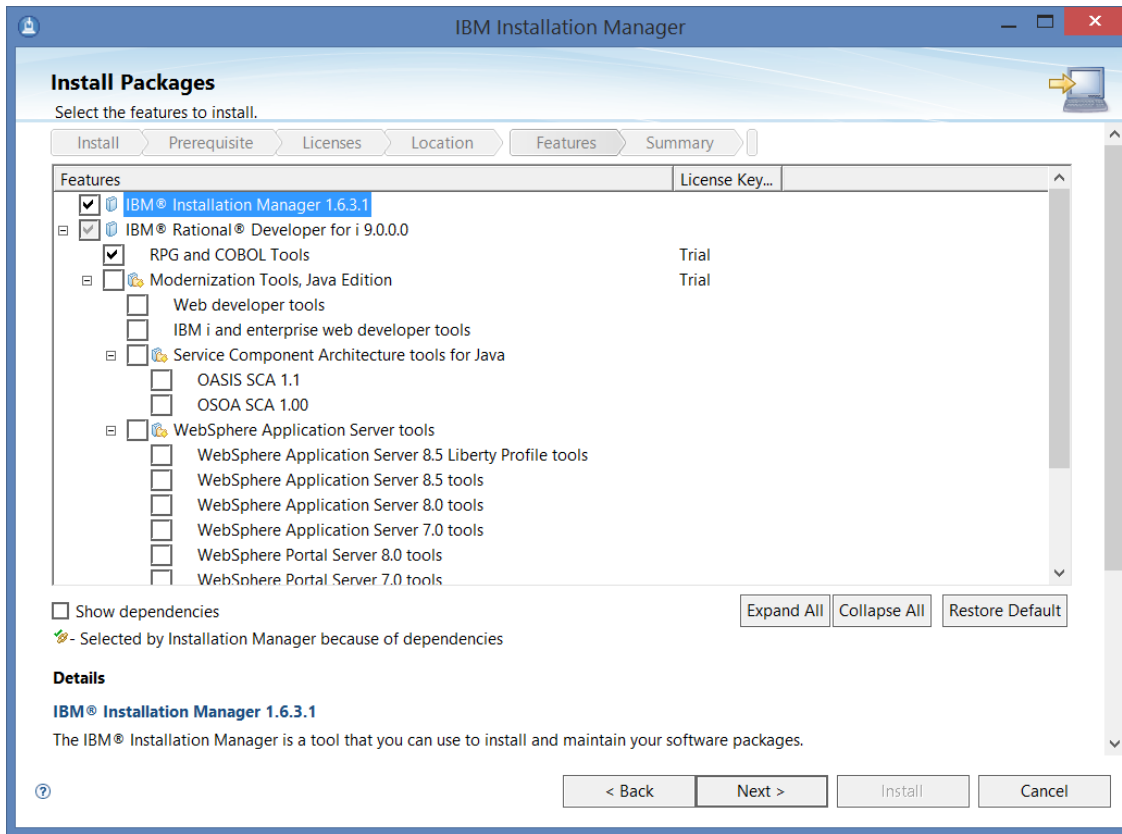 IBM Installation Manager
Install Packages
Select the features to install.
Install Prerequisite Licenses Location Features Summary
Features License Key...
IBM® Installation Manager 1.6.3.1
IBM® Rational® Developer for i 9.0.0.0
RPG and COBOL Tools Trial
Modernization Tools, Java Edition Trial
Web developer tools
IBM i and enterprise web developer tools
Service Component Architecture tools for Java
OASIS SCA 1.1
OSOA SCA 1.00
WebSphere Application Server tools
WebSphere Application Server 8.5 Liberty Profile tools
WebSphere Application Server 8.5 tools
WebSphere Application Server 8.0 tools
WebSphere Application Server 7.0 tools
WebSphere Portal Server 8.0 tools
WebSphere Portal Server 7.0 tools
Show dependencies Expand All Collapse All Restore Default
- Selected by Installation Manager because of dependencies
Details
IBM® Installation Manager 1.6.3.1
The IBM® Installation Manager is a tool that you can use to install and maintain your software packages.
? < Back Next > Install Cancel